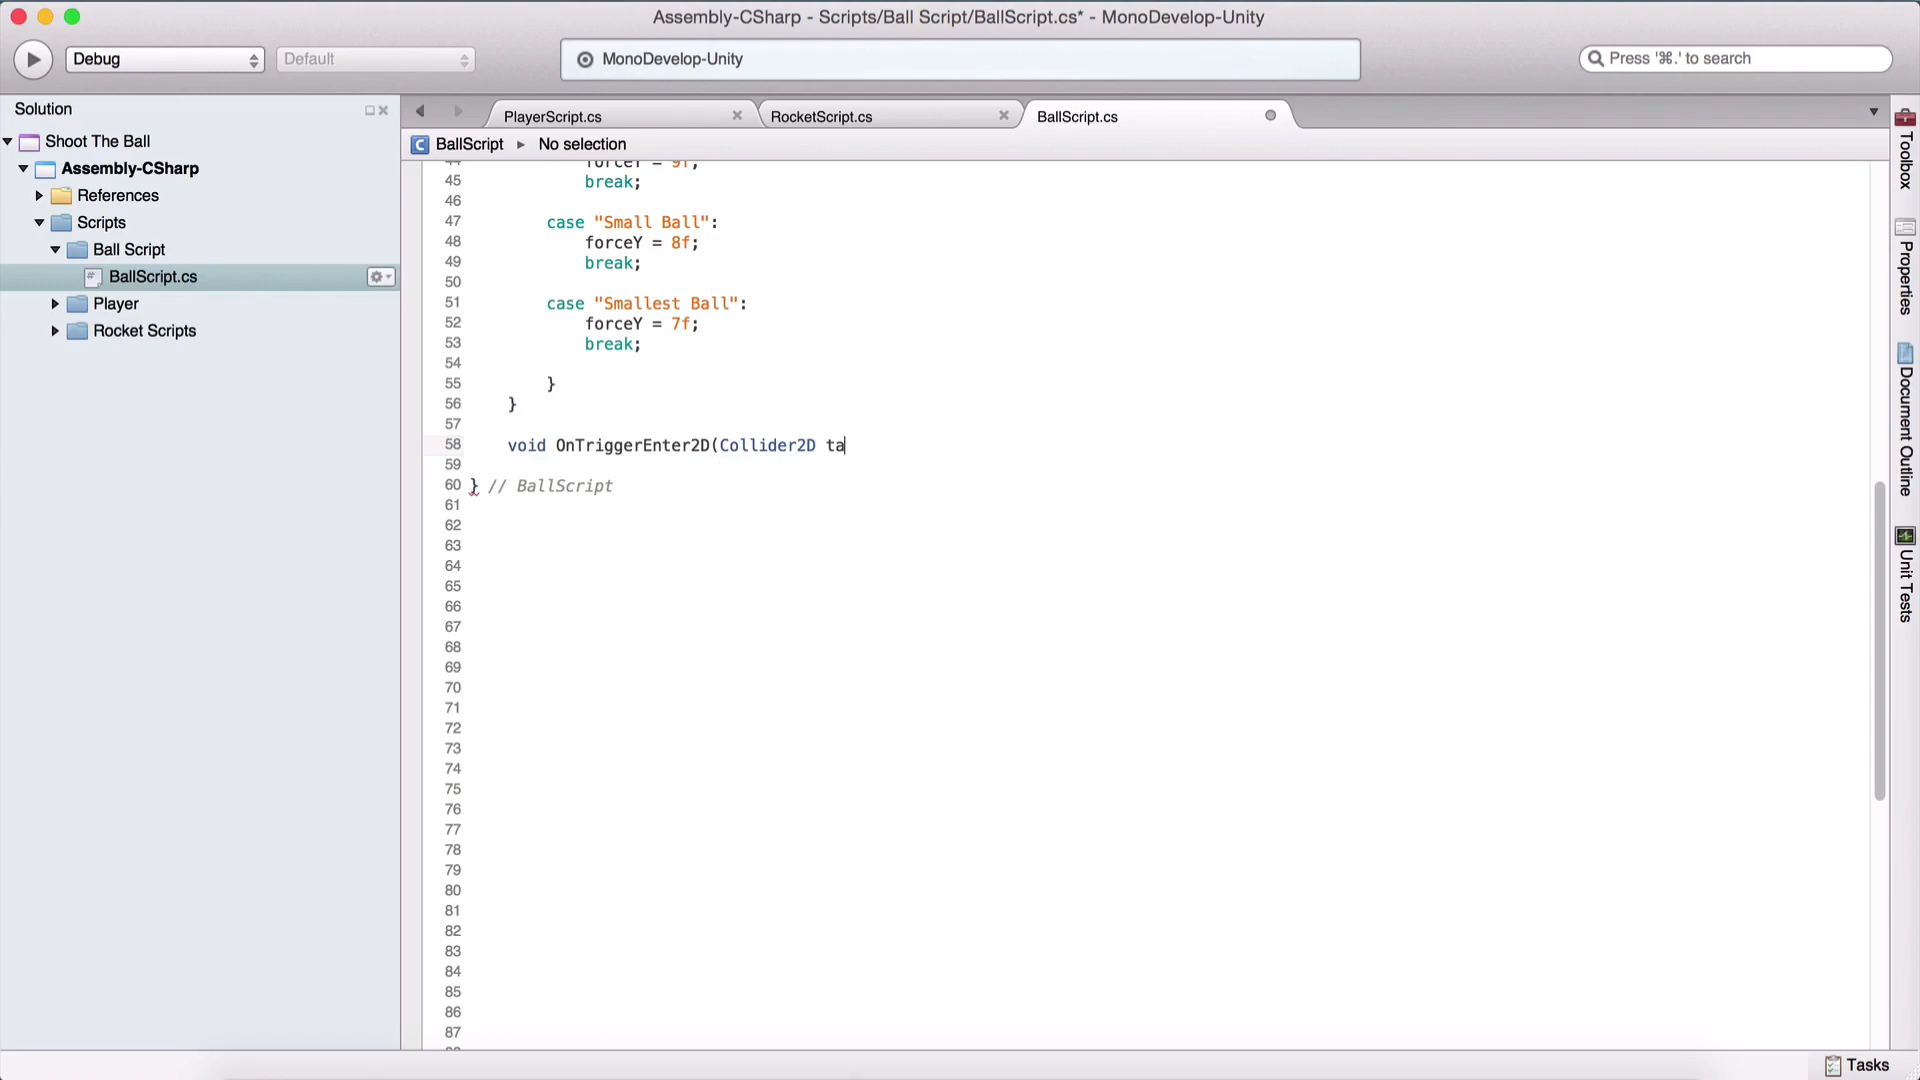 Assembly-CSharp - Scripts/Ball Script/BallScript.cs* - MonoDevelop-Unity
Debug
Default
MonoDevelop-Unity
Press '⌘.' to search
Solution
Shoot The Ball
Assembly-CSharp
References
Scripts
Ball Script
BallScript.cs
Player
Rocket Scripts
PlayerScript.cs
RocketScript.cs
BallScript.cs
BallScript ▸ No selection
44 forceY = 9f;
45 break;
46
47 case "Small Ball":
48 forceY = 8f;
49 break;
50
51 case "Smallest Ball":
52 forceY = 7f;
53 break;
54
55 }
56 }
57
58 void OnTriggerEnter2D(Collider2D ta
59
60 } // BallScript
61
62
63
64
65
66
67
68
69
70
71
72
73
74
75
76
77
78
79
80
81
82
83
84
85
86
87
Toolbox
Properties
Document Outline
Unit Tests
Tasks